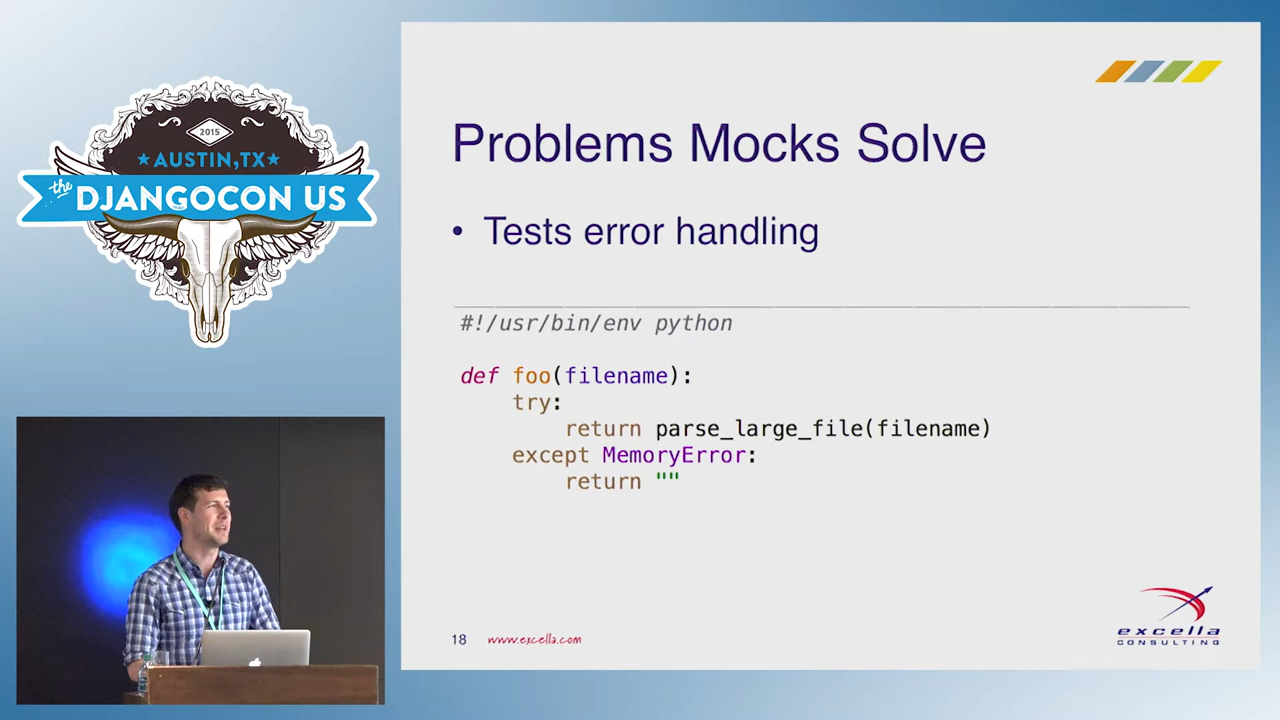 2015
★AUSTIN,TX★
the DJANGOCON US
Problems Mocks Solve
• Tests error handling
#!/usr/bin/env python
def foo(filename):
    try:
        return parse_large_file(filename)
    except MemoryError:
        return ""
18 www.excella.com
excella
CONSULTING